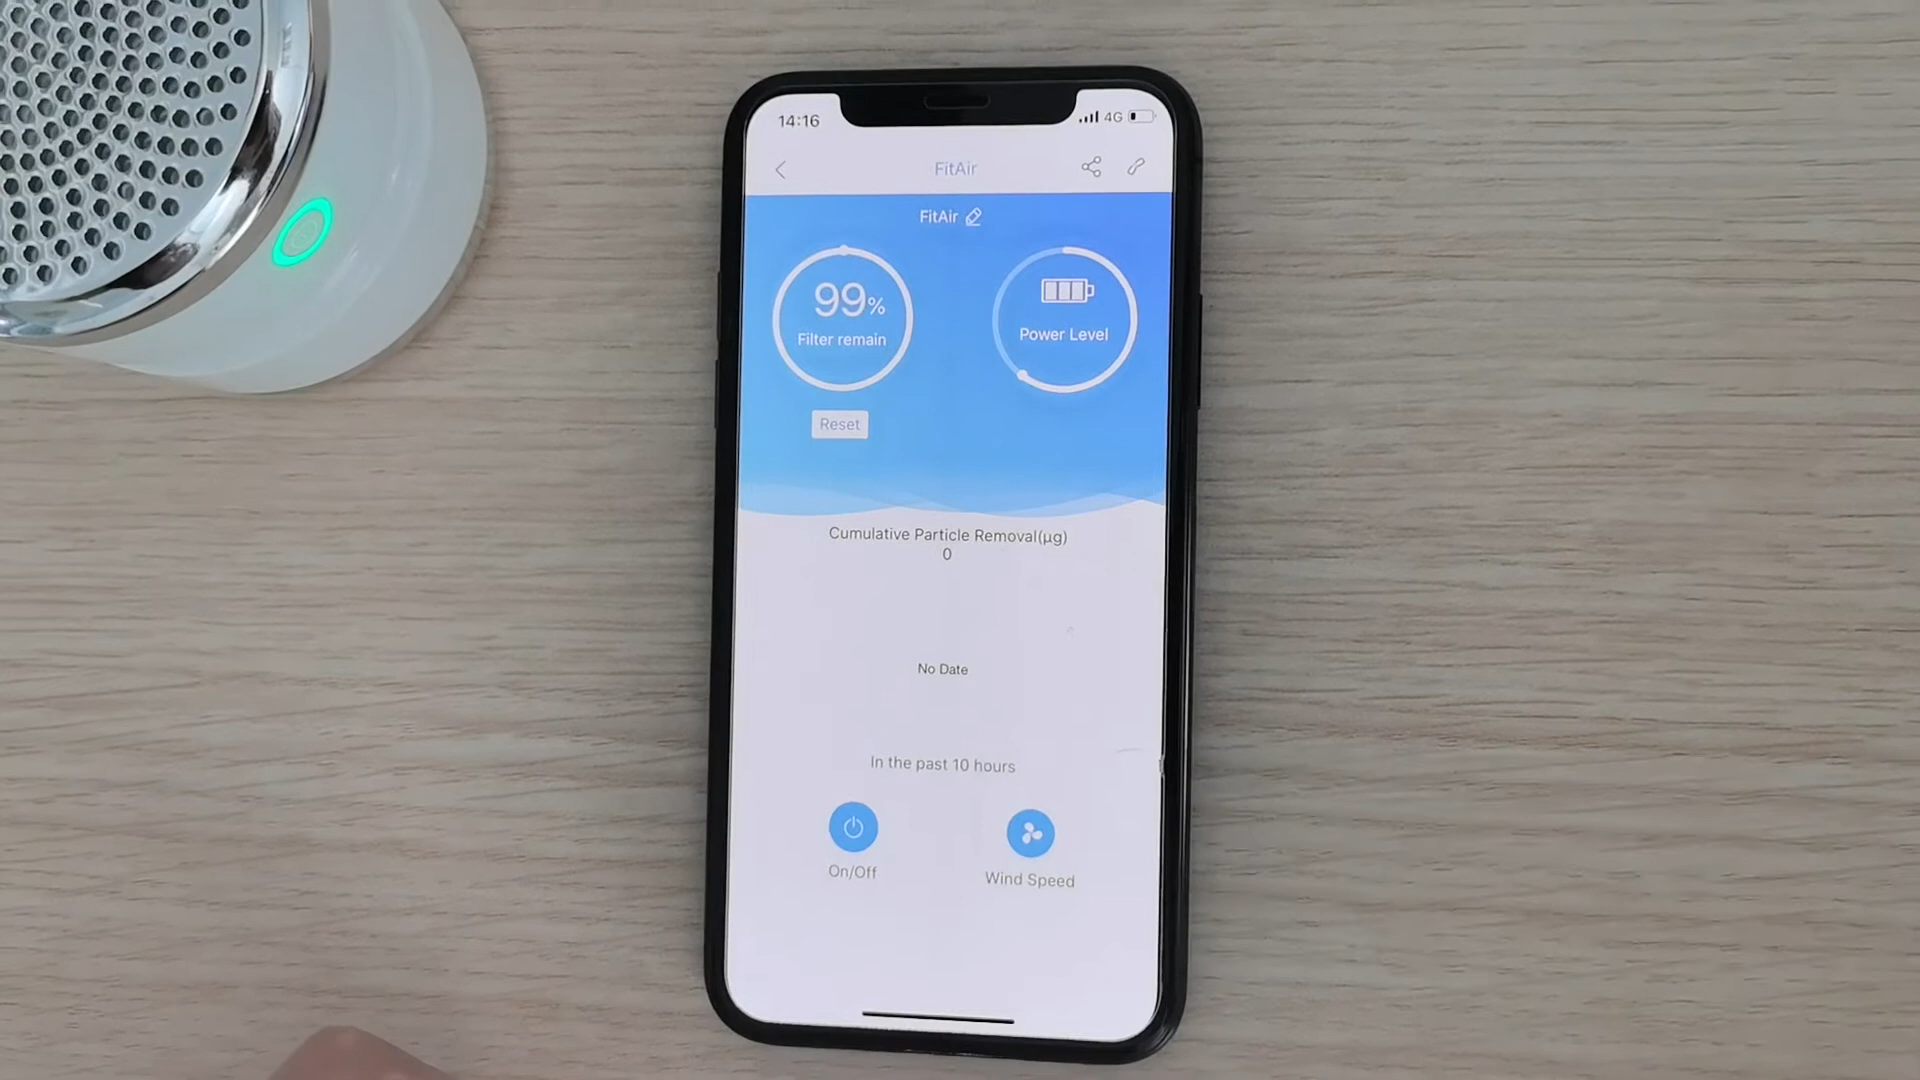 14:16
4G
FitAir
FitAir
99%
Filter remain
Power Level
Reset
Cumulative Particle Removal(μg)
0
No Date
In the past 10 hours
On/Off
Wind Speed